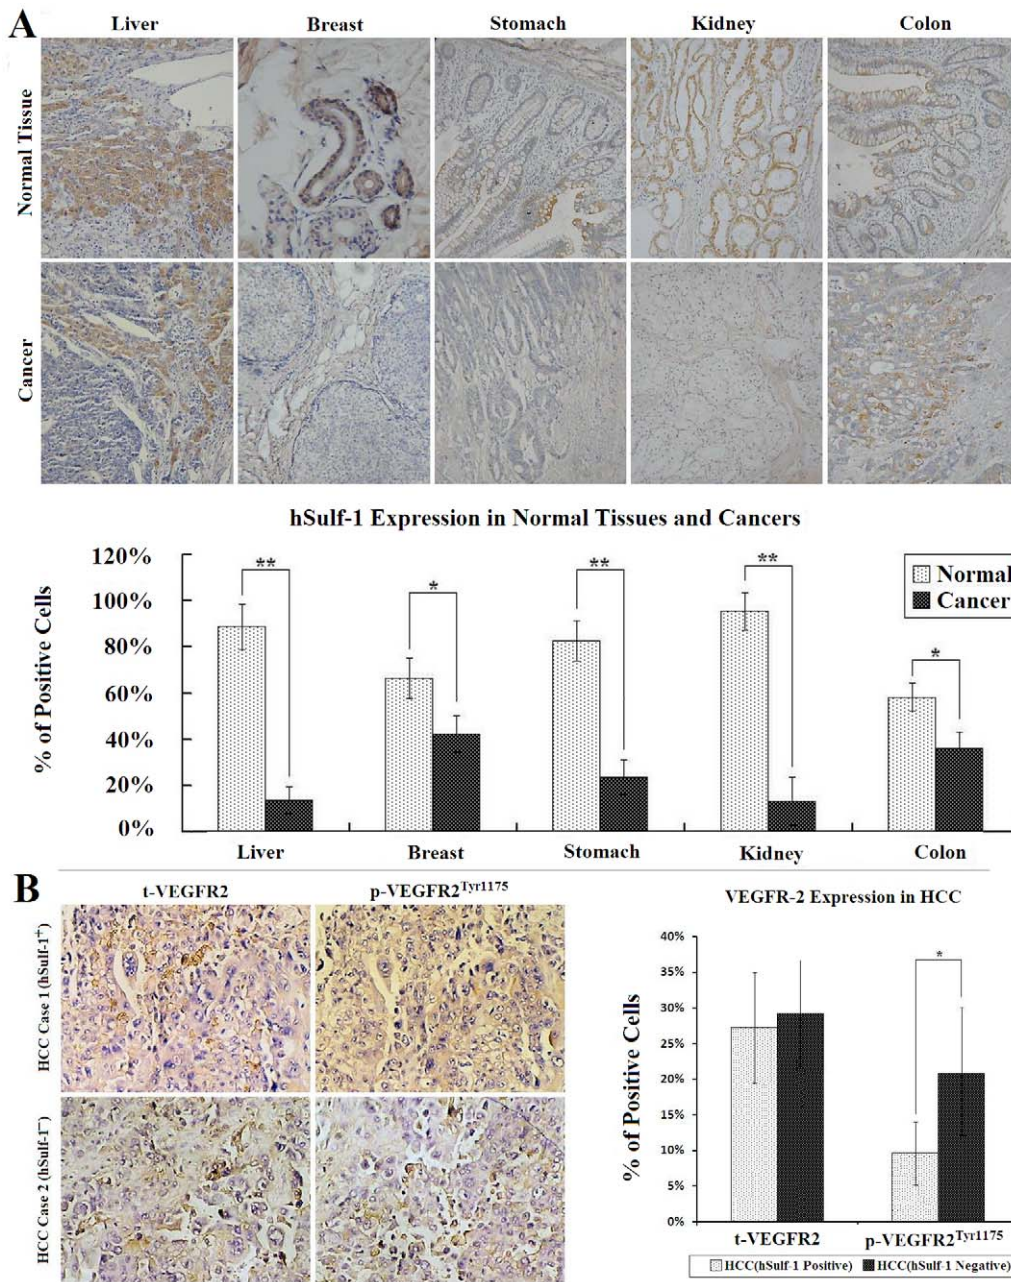 A
Liver Breast Stomach Kidney Colon
Normal Tissue
Cancer
hSulf-1 Expression in Normal Tissues and Cancers
% of Positive Cells
120%
100%
80%
60%
40%
20%
0%
** * ** ** *
Normal
Cancer
Liver Breast Stomach Kidney Colon
B
t-VEGFR2 p-VEGFR2Tyr1175
HCC Case 1 (hSulf-1+)
HCC Case 2 (hSulf-1-)
VEGFR-2 Expression in HCC
% of Positive Cells
40%
35%
30%
25%
20%
15%
10%
5%
0%
*
t-VEGFR2 p-VEGFR2Tyr1175
HCC(hSulf-1 Positive) HCC(hSulf-1 Negative)